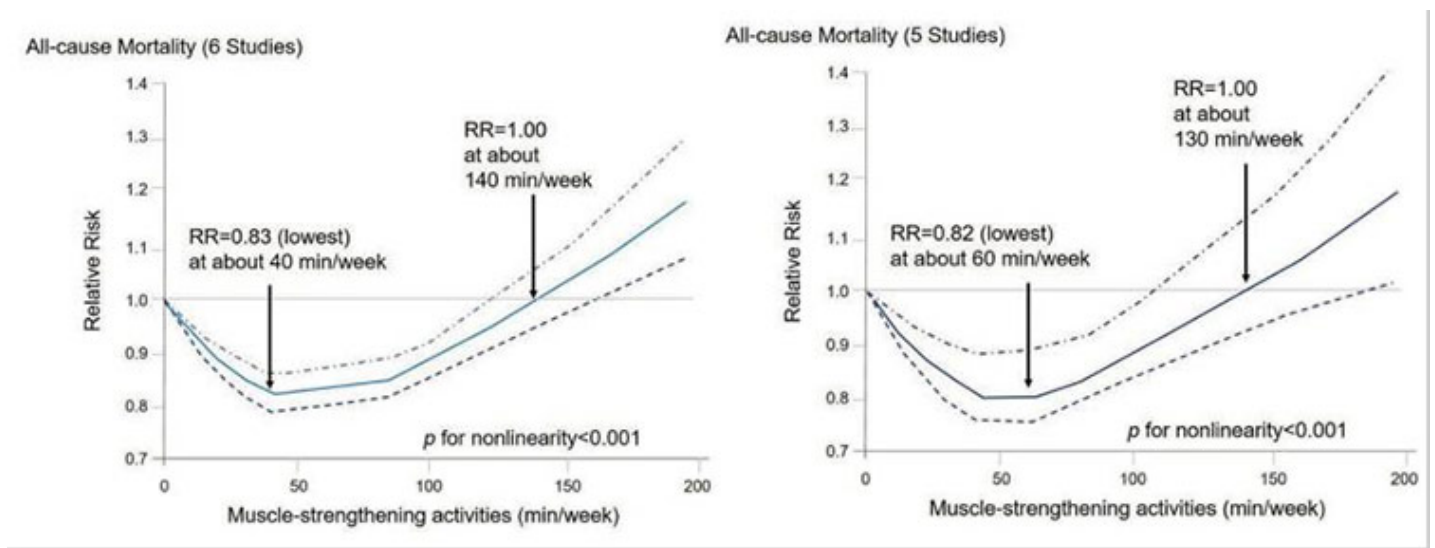 All-cause Mortality (6 Studies)
1.4
1.3
1.2
1.1
1.0
0.9
0.8
0.7
Relative Risk
RR=0.83 (lowest)
at about 40 min/week
RR=1.00
at about
140 min/week
p for nonlinearity<0.001
0 50 100 150 200
Muscle-strengthening activities (min/week)
All-cause Mortality (5 Studies)
1.4
1.3
1.2
1.1
1.0
0.9
0.8
0.7
Relative Risk
RR=0.82 (lowest)
at about 60 min/week
RR=1.00
at about
130 min/week
p for nonlinearity<0.001
0 50 100 150 200
Muscle-strengthening activities (min/week)